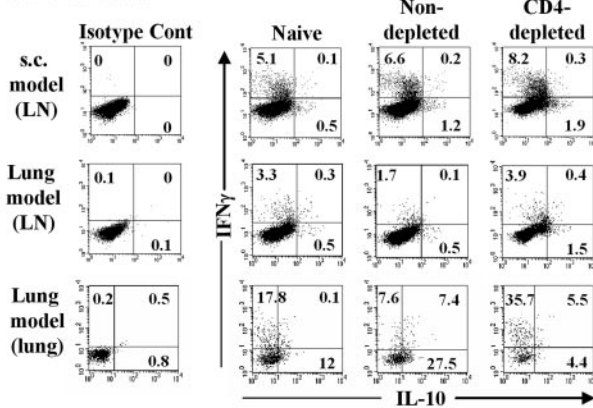 Isotype Cont
Naive
Non-
depleted
CD4-
depleted
s.c.
model
(LN)
0 0
0
5.1 0.1
0.5
6.6 0.2
1.2
8.2 0.3
1.9
Lung
model
(LN)
0.1 0
0.1
3.3 0.3
0.5
1.7 0.1
0.5
3.9 0.4
1.5
Lung
model
(lung)
0.2 0.5
0.8
17.8 0.1
12
7.6 7.4
27.5
35.7 5.5
4.4
IFNγ
IL-10